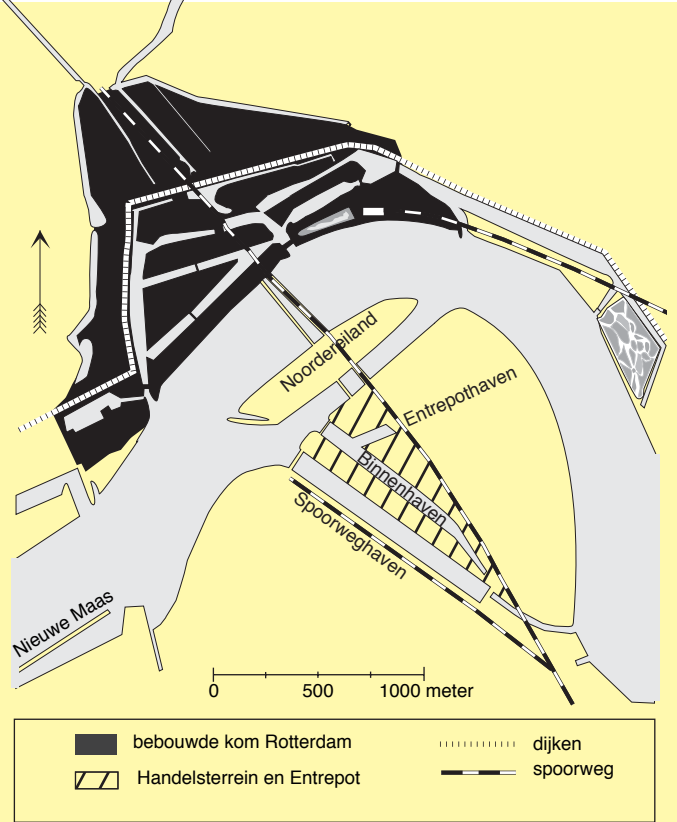 Noordereiland
Entrepothaven
Binnenhaven
Spoorweghaven
Nieuwe Maas
0 500 1000 meter
bebouwde kom Rotterdam
dijken
Handelsterrein en Entrepot
spoorweg